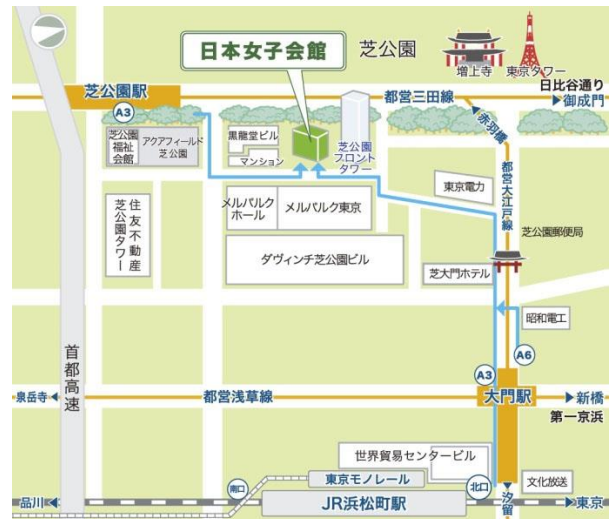 日本女子会館
芝公園
増上寺
東京タワー
日比谷通り
芝公園駅
都営三田線
御成門
A3
赤羽橋
芝公園
福祉
会館
アクアフィールド
芝公園
黒龍堂ビル
マンション
芝公園
フロント
タワー
都営大江戸線
東京電力
住友不動産
芝公園タワー
メルパルク
ホール
メルパルク東京
芝公園郵便局
ダヴィンチ芝公園ビル
芝大門ホテル
昭和電工
首都高速
A3
A6
泉岳寺
都営浅草線
大門駅
新橋
第一京浜
世界貿易センタービル
東京モノレール
南口
北口
文化放送
品川
JR浜松町駅
汐留
東京